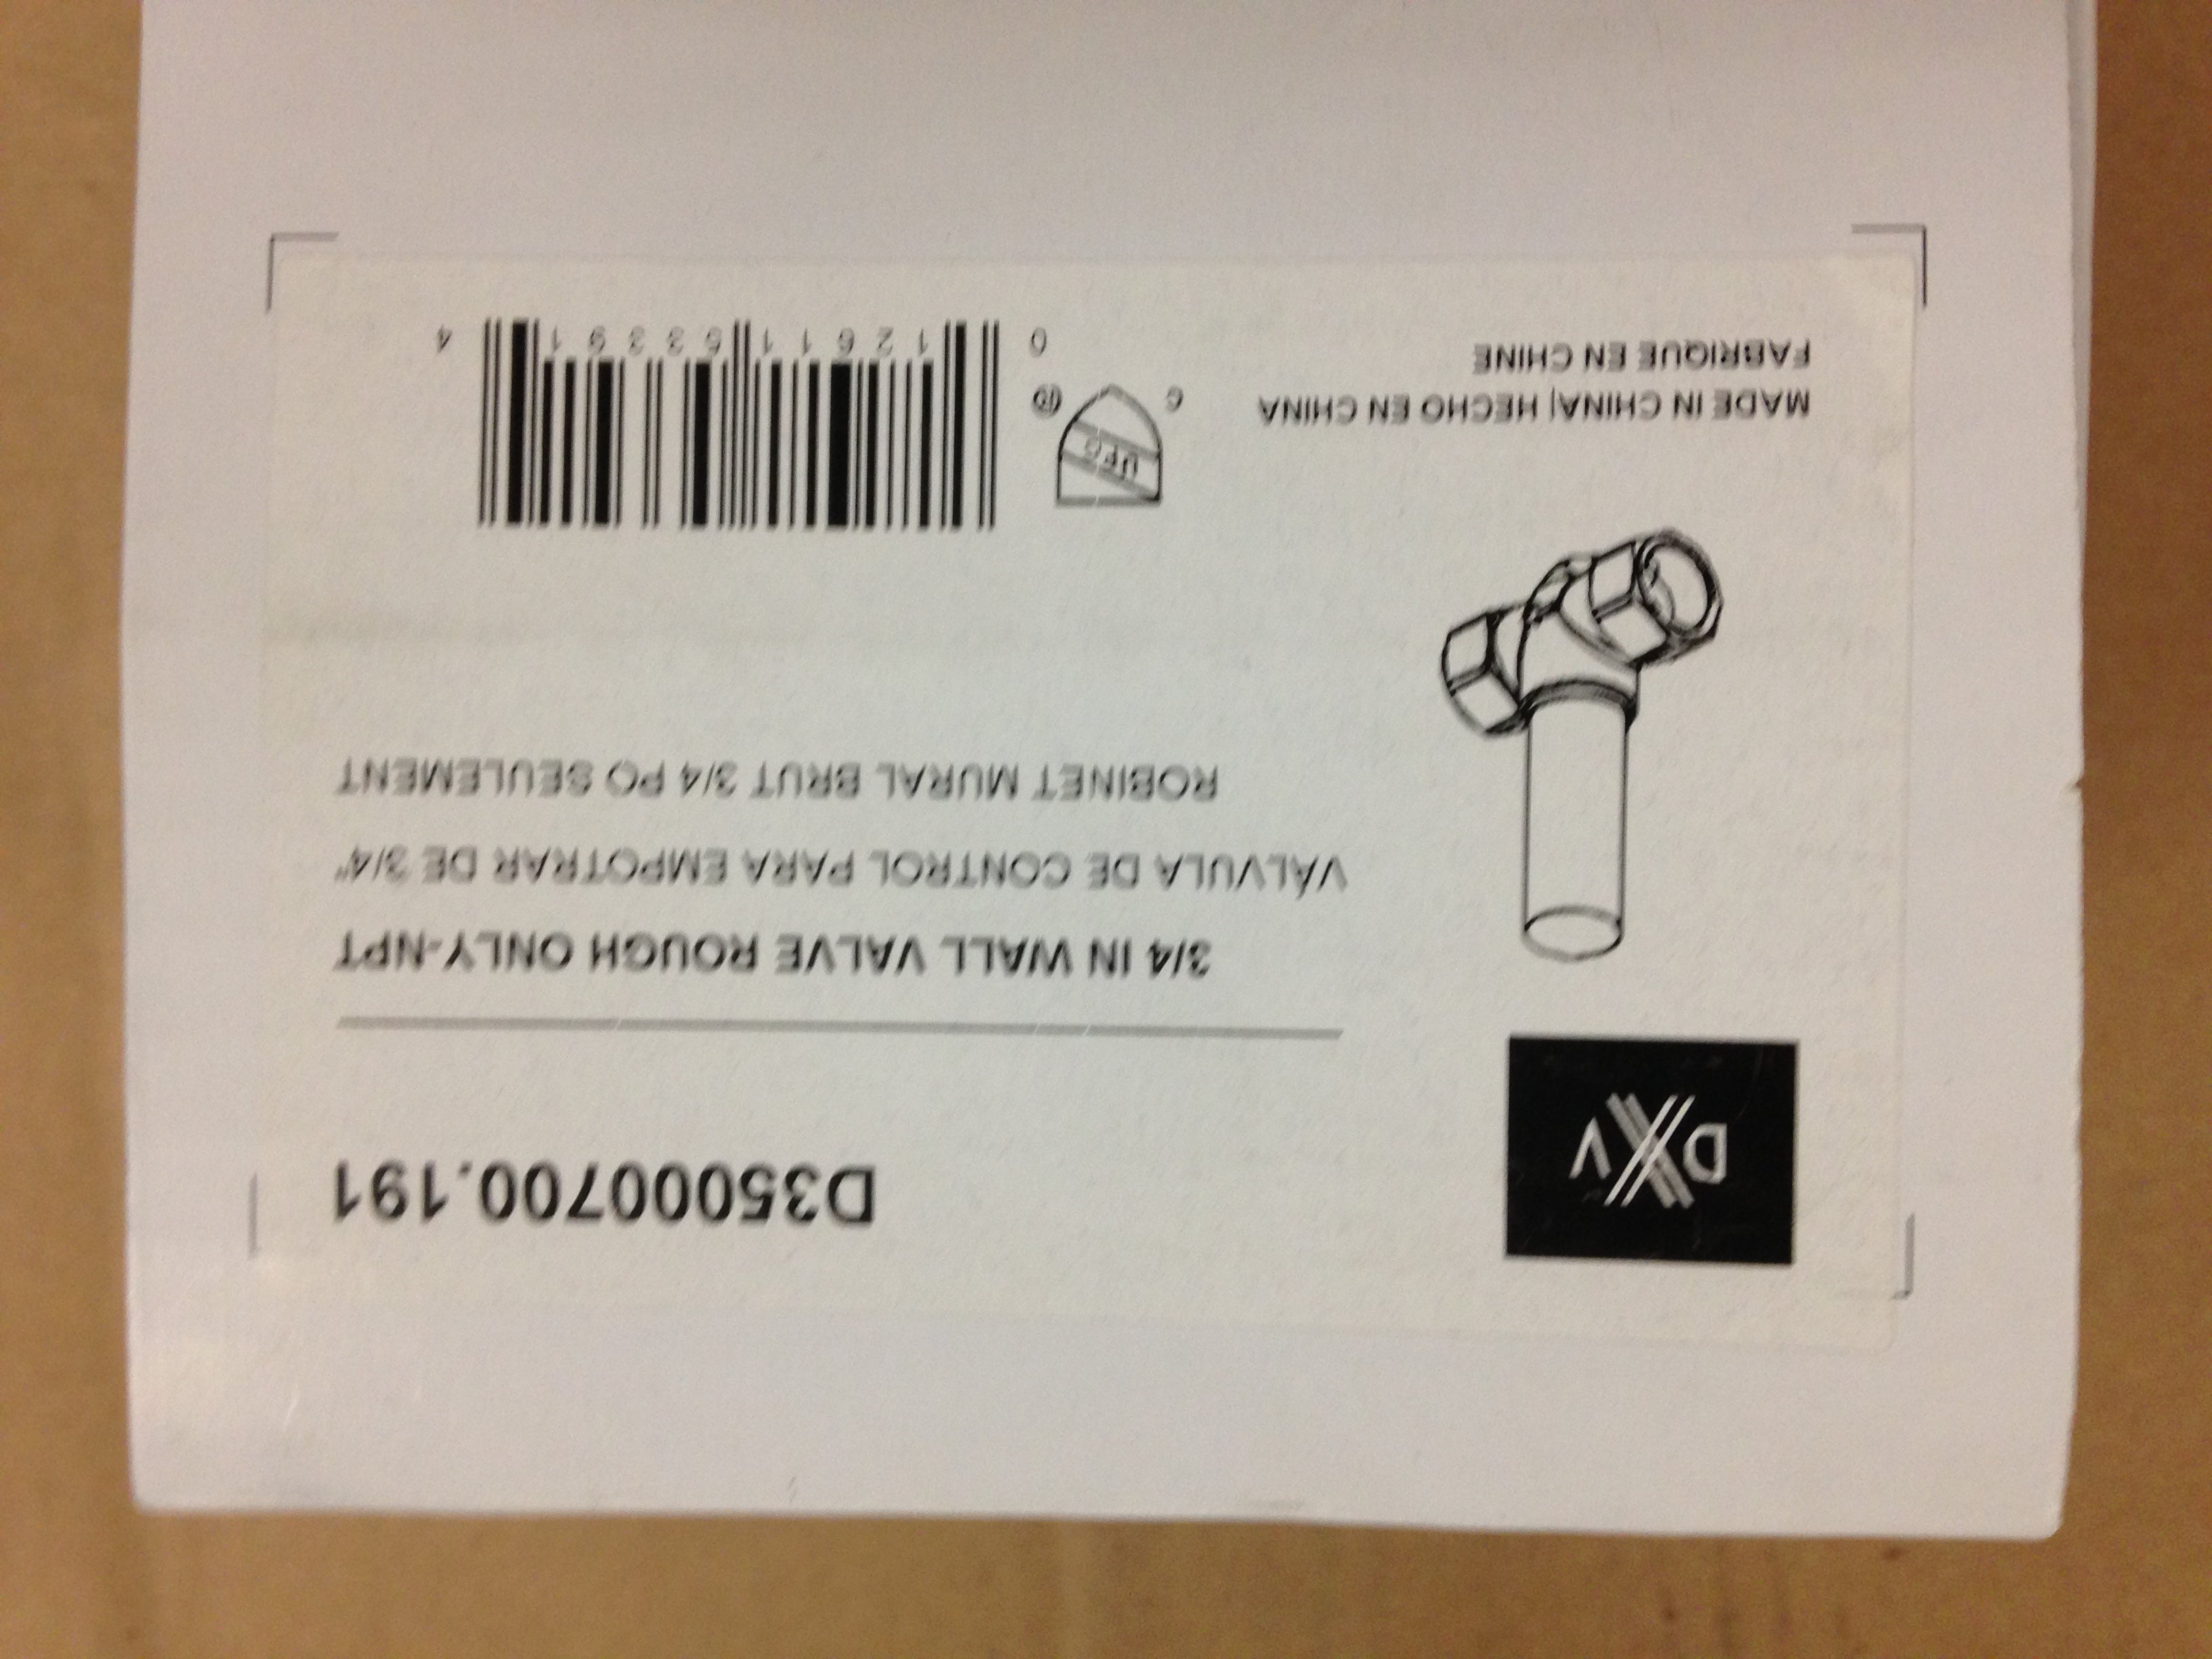 DXV
D35000700.191
3/4 IN WALL VALVE ROUGH ONLY-NPT
VÁLVULA DE CONTROL PARA EMPOTRAR DE 3/4"
ROBINET MURAL BRUT 3/4 PO SEULEMENT
MADE IN CHINA| HECHO EN CHINA
FABRIQUE EN CHINE
C UPC ®
0 12611 53391 4